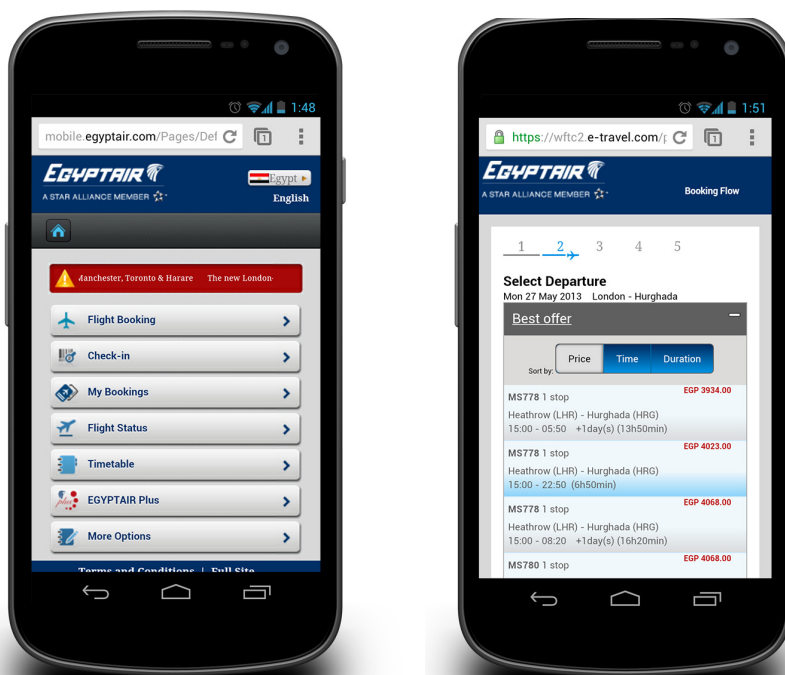 1:48
mobile.egyptair.com/Pages/Def
1
EGYPTAIR
A STAR ALLIANCE MEMBER
Egypt
English
Manchester, Toronto & Harare The new London-
Flight Booking
Check-in
My Bookings
Flight Status
Timetable
plus
EGYPTAIR Plus
More Options
Terms and Conditions | Full Site
1:51
https://wftc2.e-travel.com/p
1
EGYPTAIR
A STAR ALLIANCE MEMBER
Booking Flow
1 2 3 4 5
Select Departure
Mon 27 May 2013 London - Hurghada
Best offer
Sort by: Price Time Duration
MS778 1 stop EGP 3934.00
Heathrow (LHR) - Hurghada (HRG)
15:00 - 05:50 +1day(s) (13h50min)
MS778 1 stop EGP 4023.00
Heathrow (LHR) - Hurghada (HRG)
15:00 - 22:50 (6h50min)
MS778 1 stop EGP 4068.00
Heathrow (LHR) - Hurghada (HRG)
15:00 - 08:20 +1day(s) (16h20min)
MS780 1 stop EGP 4068.00